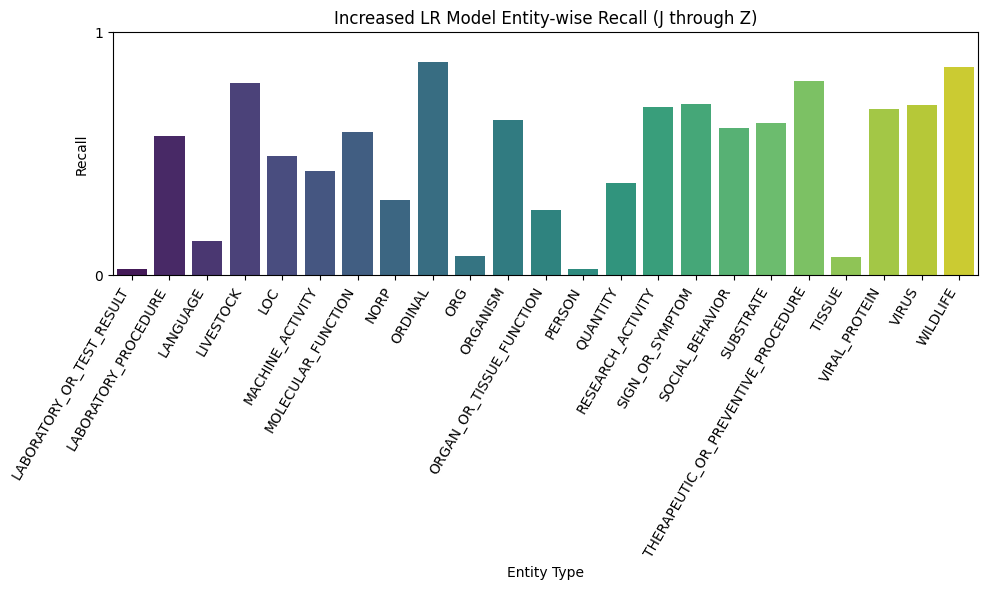 Increased LR Model Entity-wise Recall (J through Z)
1
Recall
0
LABORATORY_OR_TEST_RESULT
LABORATORY_PROCEDURE
LANGUAGE
LIVESTOCK
LOC
MACHINE_ACTIVITY
MOLECULAR_FUNCTION
NORP
ORDINAL
ORG
ORGANISM
ORGAN_OR_TISSUE_FUNCTION
PERSON
QUANTITY
RESEARCH_ACTIVITY
SIGN_OR_SYMPTOM
SOCIAL_BEHAVIOR
SUBSTRATE
THERAPEUTIC_OR_PREVENTIVE_PROCEDURE
TISSUE
VIRAL_PROTEIN
VIRUS
WILDLIFE
Entity Type